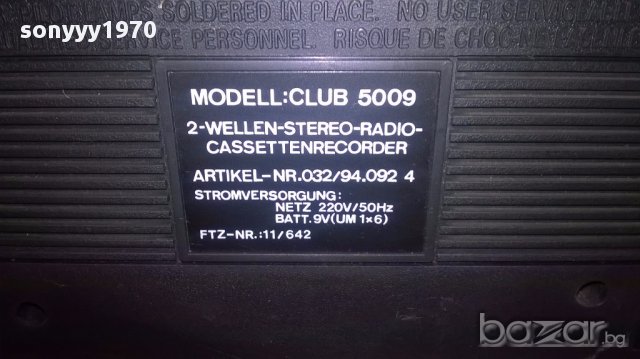 sonyyy1970
SOLDERED IN PLACE. NO USER
SERVICE PERSONNEL. RISQUE DE CHOC
MODELL:CLUB 5009
2-WELLEN-STEREO-RADIO-
CASSETTENRECORDER
ARTIKEL-NR.032/94.092 4
STROMVERSORGUNG:
NETZ 220V/50Hz
BATT.9V(UM 1×6)
FTZ-NR.:11/642
bazar.bg